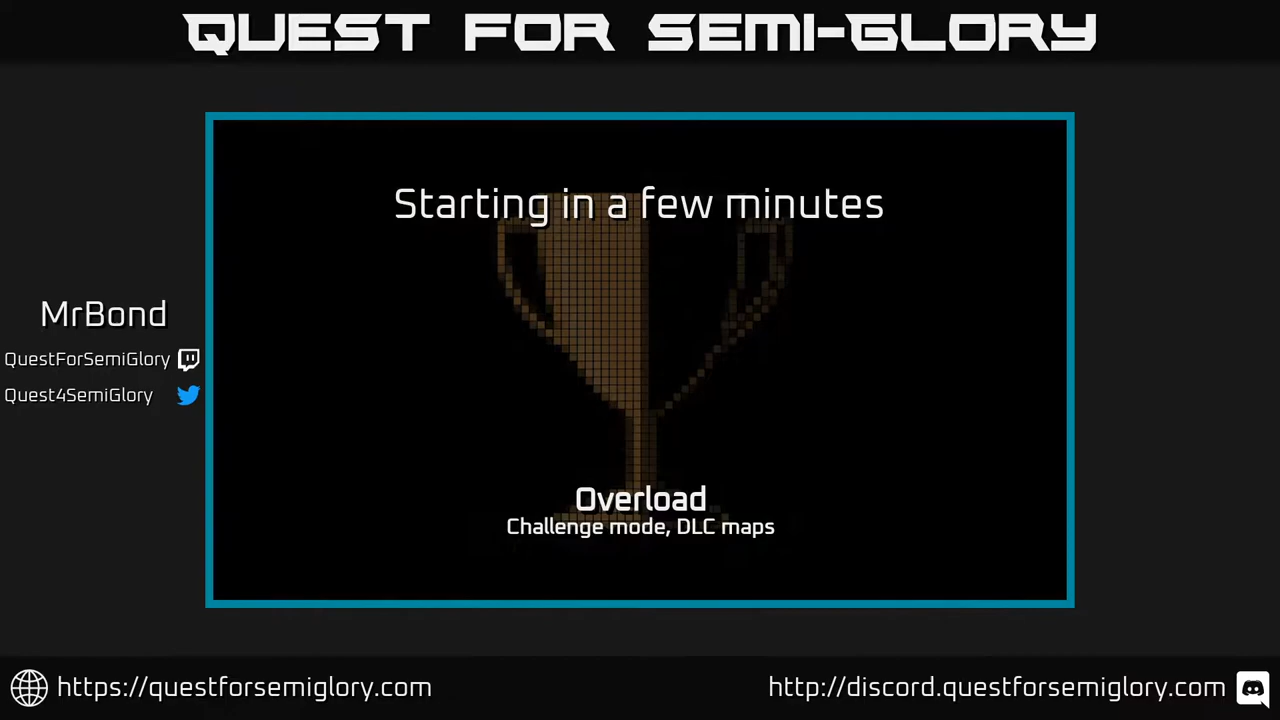 QUEST FOR SEMI-GLORY
Starting in a few minutes
MrBond
QuestForSemiGlory
Quest4SemiGlory
Overload
Challenge mode, DLC maps
https://questforsemiglory.com
http://discord.questforsemiglory.com